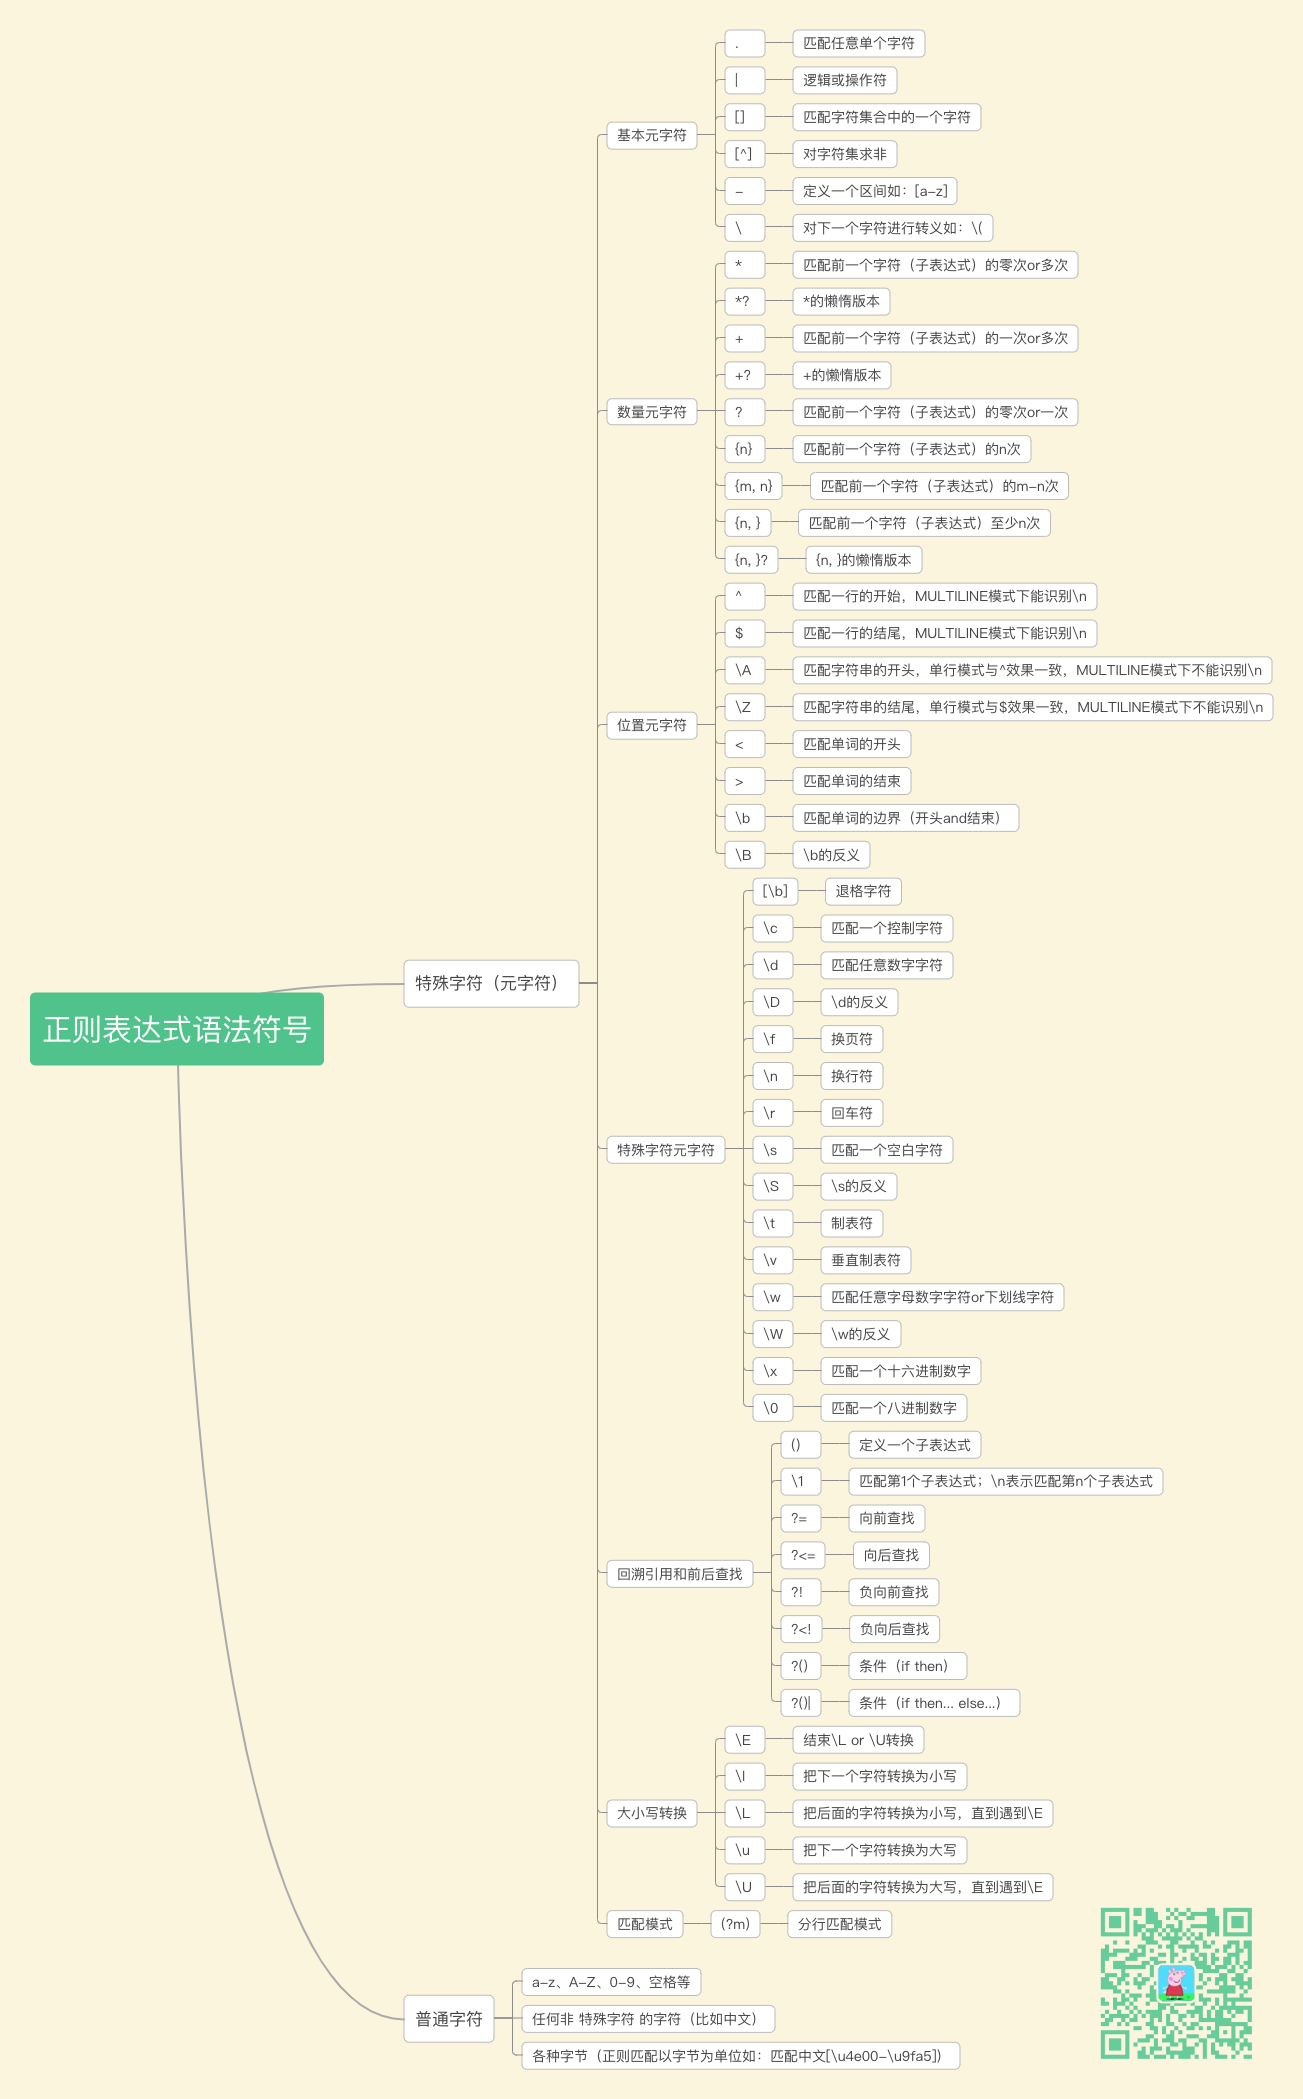 正则表达式语法符号
特殊字符（元字符）
基本元字符
. 匹配任意单个字符
| 逻辑或操作符
[] 匹配字符集合中的一个字符
[^] 对字符集求非
- 定义一个区间如：[a-z]
\ 对下一个字符进行转义如：\(
数量元字符
* 匹配前一个字符（子表达式）的零次or多次
*? *的懒惰版本
+ 匹配前一个字符（子表达式）的一次or多次
+? +的懒惰版本
? 匹配前一个字符（子表达式）的零次or一次
{n} 匹配前一个字符（子表达式）的n次
{m, n} 匹配前一个字符（子表达式）的m-n次
{n, } 匹配前一个字符（子表达式）至少n次
{n, }? {n, }的懒惰版本
位置元字符
^ 匹配一行的开始，MULTILINE模式下能识别\n
$ 匹配一行的结尾，MULTILINE模式下能识别\n
\A 匹配字符串的开头，单行模式与^效果一致，MULTILINE模式下不能识别\n
\Z 匹配字符串的结尾，单行模式与$效果一致，MULTILINE模式下不能识别\n
< 匹配单词的开头
> 匹配单词的结束
\b 匹配单词的边界（开头and结束）
\B \b的反义
特殊字符元字符
[\b] 退格字符
\c 匹配一个控制字符
\d 匹配任意数字字符
\D \d的反义
\f 换页符
\n 换行符
\r 回车符
\s 匹配一个空白字符
\S \s的反义
\t 制表符
\v 垂直制表符
\w 匹配任意字母数字字符or下划线字符
\W \w的反义
\x 匹配一个十六进制数字
\0 匹配一个八进制数字
回溯引用和前后查找
() 定义一个子表达式
\1 匹配第1个子表达式；\n表示匹配第n个子表达式
?= 向前查找
?<= 向后查找
?! 负向前查找
?<! 负向后查找
?() 条件（if then）
?()| 条件（if then... else...）
大小写转换
\E 结束\L or \U转换
\l 把下一个字符转换为小写
\L 把后面的字符转换为小写，直到遇到\E
\u 把下一个字符转换为大写
\U 把后面的字符转换为大写，直到遇到\E
匹配模式
(?m) 分行匹配模式
普通字符
a-z、A-Z、0-9、空格等
任何非 特殊字符 的字符（比如中文）
各种字节（正则匹配以字节为单位如：匹配中文[\u4e00-\u9fa5]）